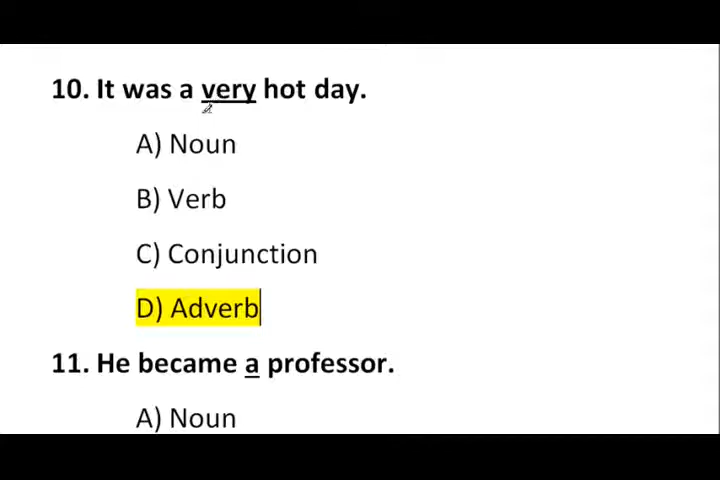 10. It was a very hot day.
A) Noun
B) Verb
C) Conjunction
D) Adverb
11. He became a professor.
A) Noun